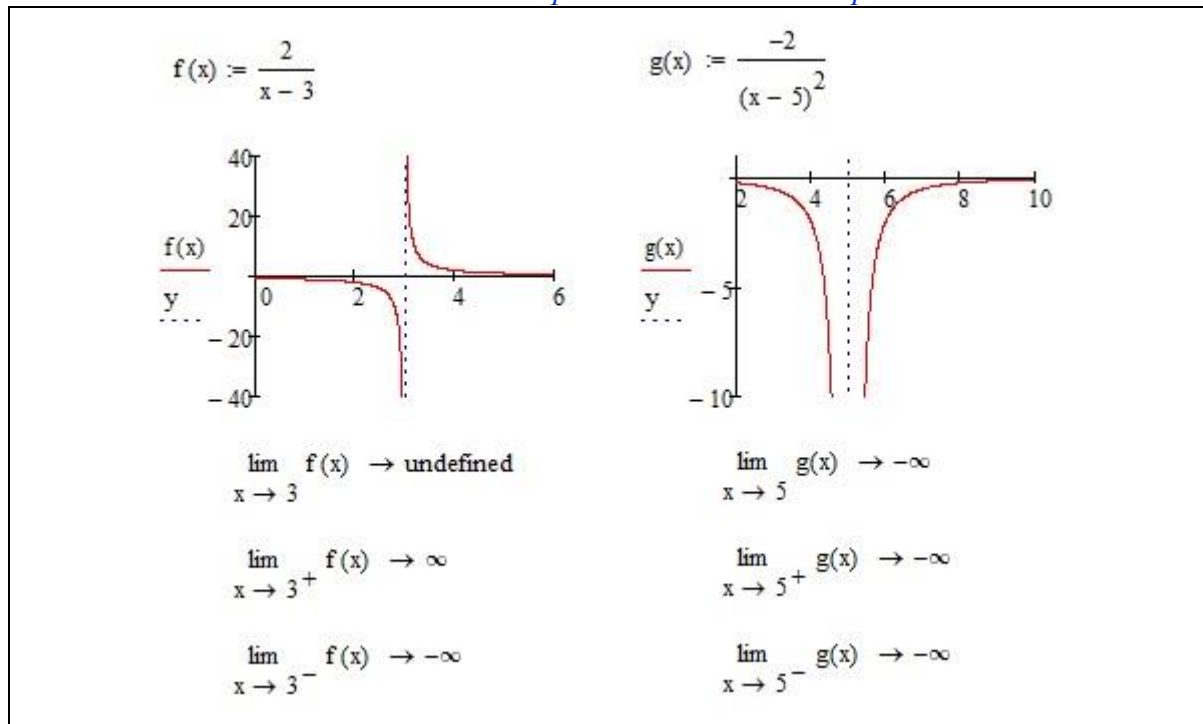 f(x) := 2/(x − 3)
40
20
f(x)
y
0 2 4 6
−20
−40
lim x → 3 f(x) → undefined
lim x → 3⁺ f(x) → ∞
lim x → 3⁻ f(x) → −∞
g(x) := −2/(x − 5)²
2 4 6 8 10
g(x)
y
−5
−10
lim x → 5 g(x) → −∞
lim x → 5⁺ g(x) → −∞
lim x → 5⁻ g(x) → −∞